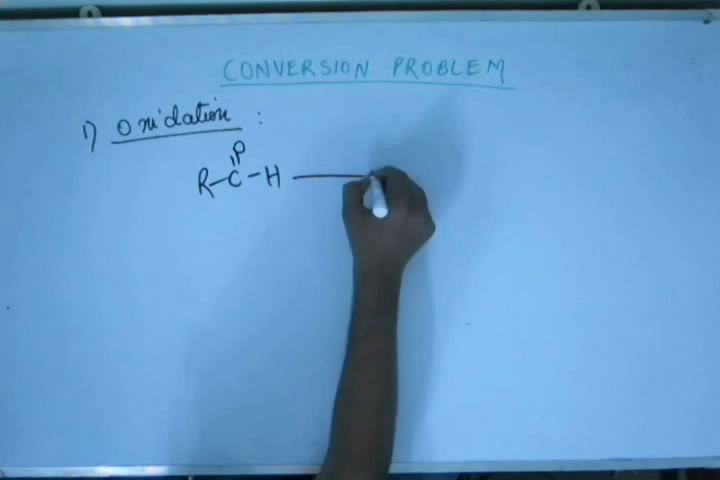 CONVERSION PROBLEM
1) Oxidation :
O
R-C-H